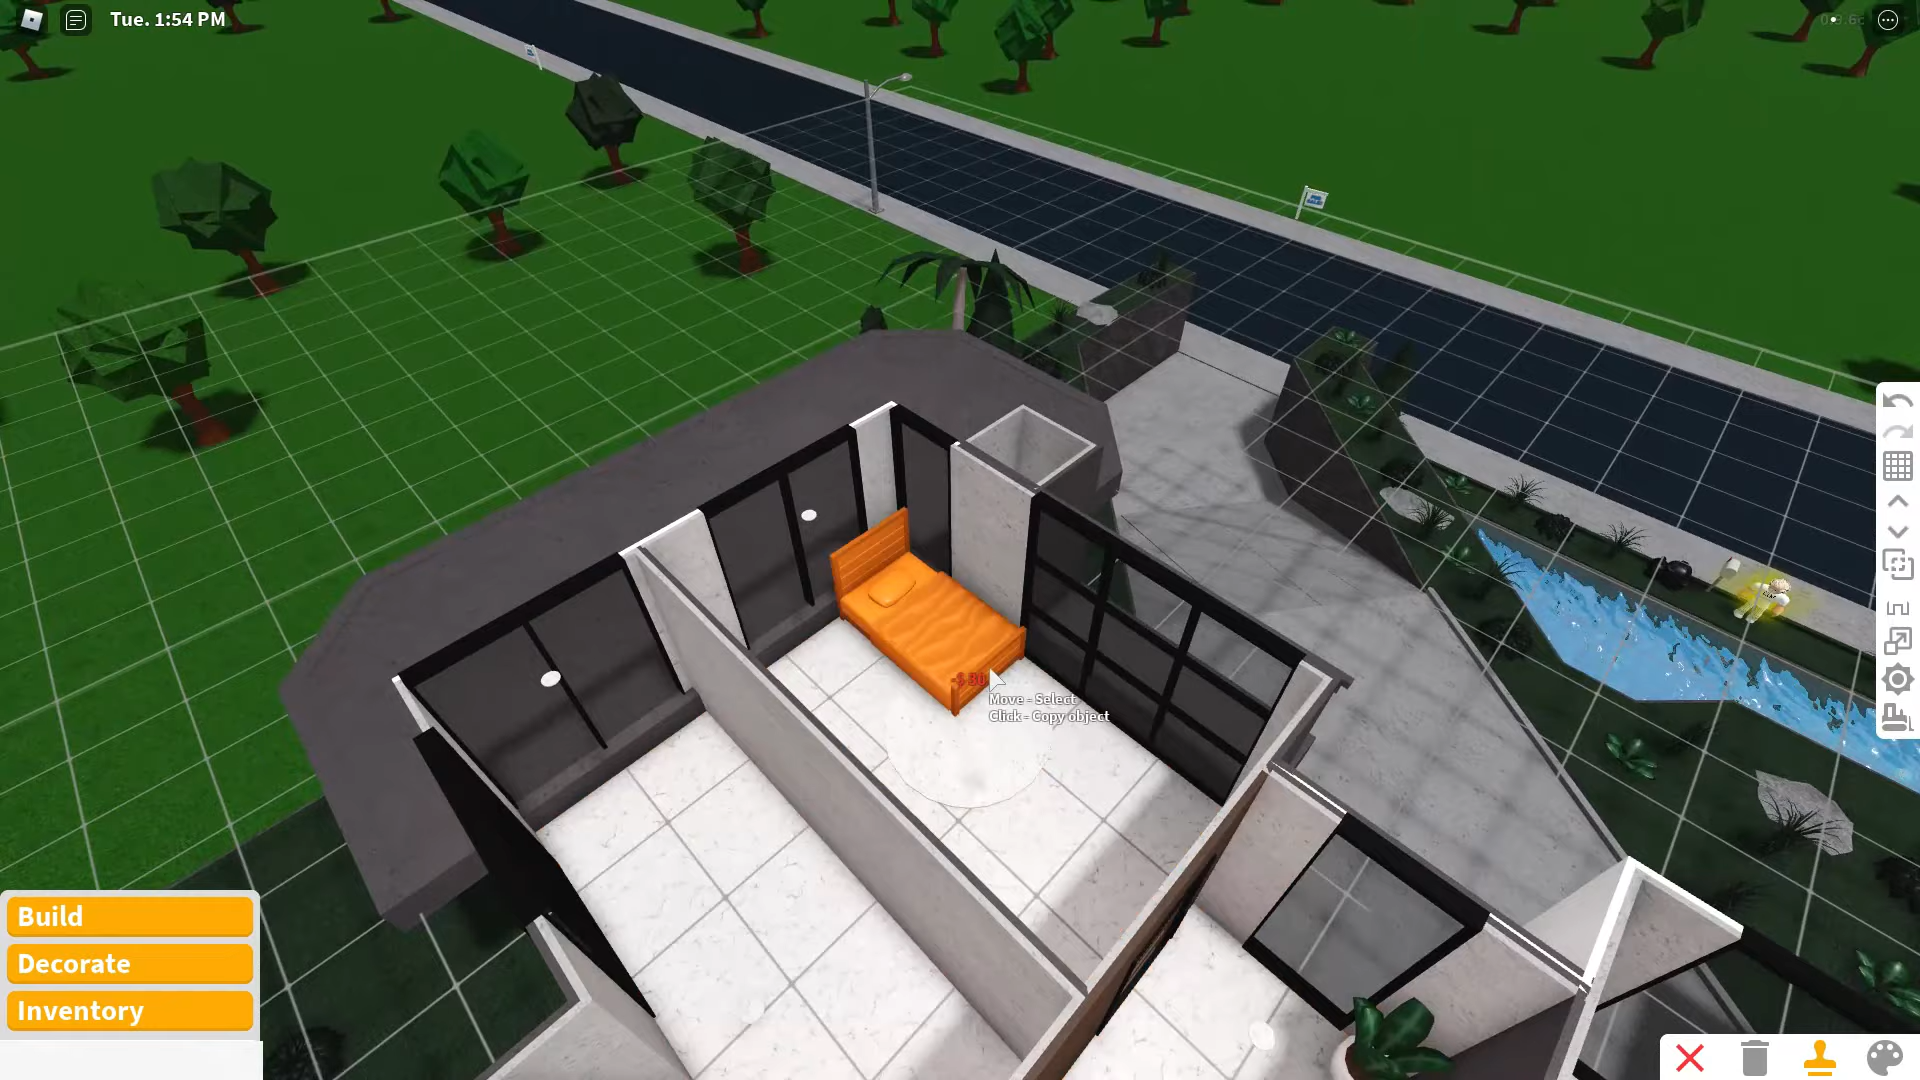 Tue. 1:54 PM
Move - Select
Click - Copy object
Build
Decorate
Inventory